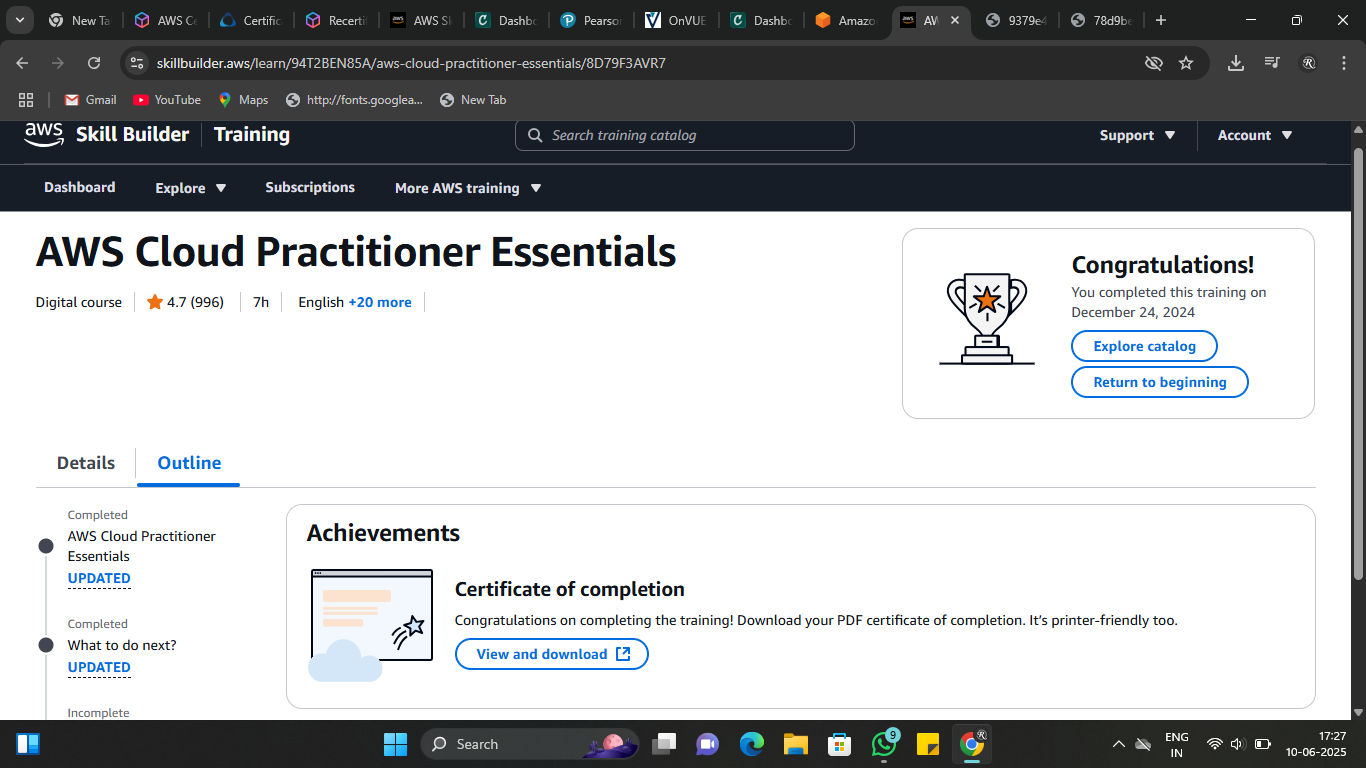 New Ta
AWS Ce
Certific
Recerti
AWS Sk
Dashbo
Pearson
OnVUE
Dashbo
Amazo
AW
9379e4
78d9be
skillbuilder.aws/learn/94T2BEN85A/aws-cloud-practitioner-essentials/8D79F3AVR7
Gmail
YouTube
Maps
http://fonts.googlea...
New Tab
aws Skill Builder Training
Search training catalog
Support
Account
Dashboard
Explore
Subscriptions
More AWS training
AWS Cloud Practitioner Essentials
Digital course
4.7 (996)
7h
English +20 more
Congratulations!
You completed this training on
December 24, 2024
Explore catalog
Return to beginning
Details
Outline
Completed
AWS Cloud Practitioner
Essentials
UPDATED
Completed
What to do next?
UPDATED
Incomplete
Achievements
Certificate of completion
Congratulations on completing the training! Download your PDF certificate of completion. It's printer-friendly too.
View and download
Search
9
ENG
IN
17:27
10-06-2025